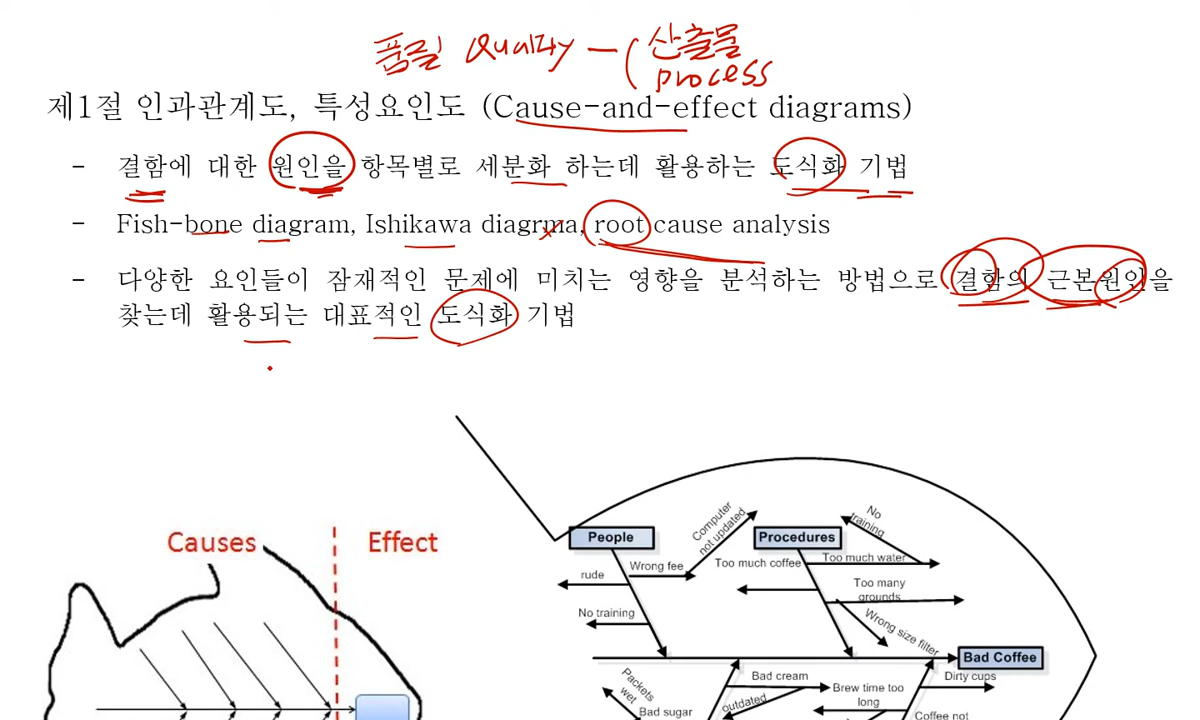 품질 Quality - ( 산출물
process
제1절 인과관계도, 특성요인도 (Cause-and-effect diagrams)
- 결함에 대한 원인을 항목별로 세분화 하는데 활용하는 도식화 기법
- Fish-bone diagram, Ishikawa diagrma, root cause analysis
- 다양한 요인들이 잠재적인 문제에 미치는 영향을 분석하는 방법으로 결함의 근본원인을
찾는데 활용되는 대표적인 도식화 기법
Causes
Effect
People
Computer
not updated
Procedures
No
training
Wrong fee
rude
No training
Too much coffee
Too much water
Too many
grounds
Wrong size filter
Bad Coffee
Packets
wet
Bad sugar
Bad cream
outdated
Brew time too
long
Dirty cups
Coffee not